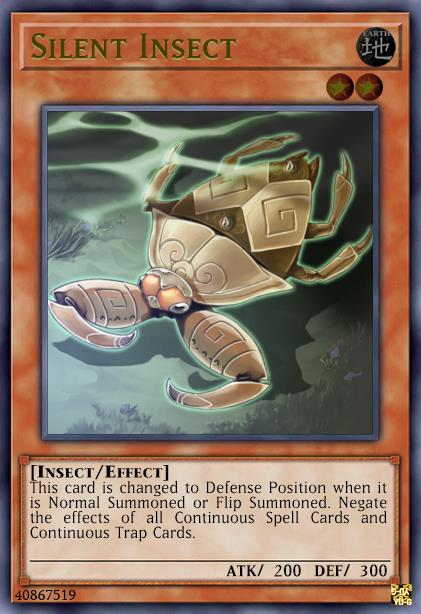 SILENT INSECT
EARTH
地
[INSECT/EFFECT]
This card is changed to Defense Position when it
is Normal Summoned or Flip Summoned. Negate
the effects of all Continuous Spell Cards and
Continuous Trap Cards.
ATK/ 200 DEF/ 300
40867519